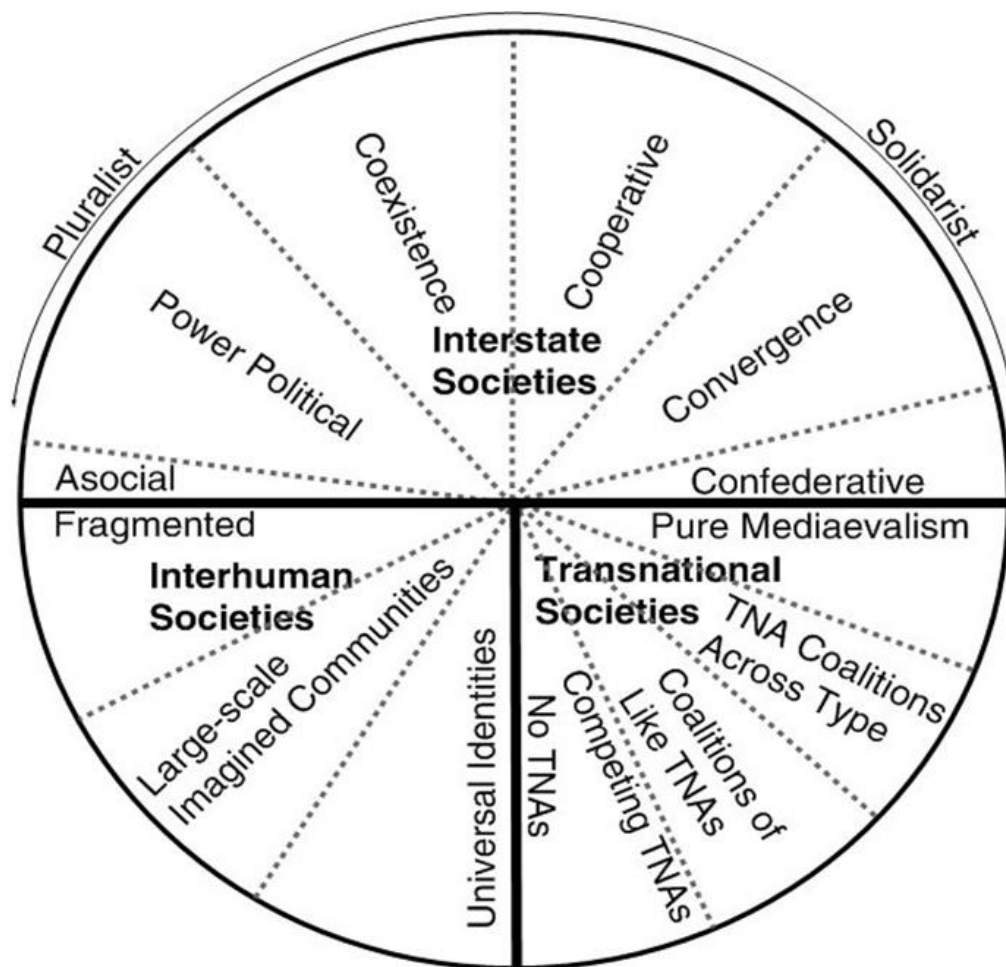 Pluralist
Solidarist
Coexistence
Cooperative
Power Political
Interstate
Societies
Convergence
Asocial
Confederative
Fragmented
Pure Mediaevalism
Interhuman
Societies
Transnational
Societies
Large-scale
Imagined Communities
Universal Identities
No TNAs
Competing TNAs
Coalitions of
Like TNAs
TNA Coalitions
Across Type